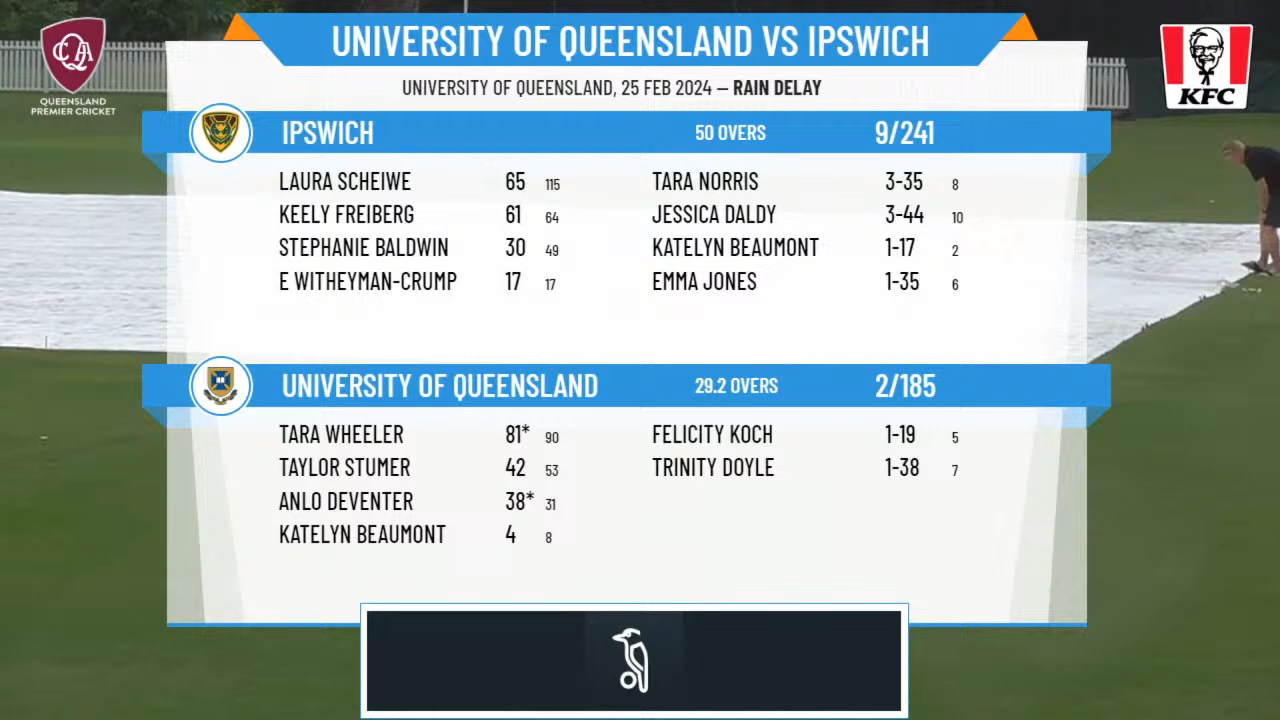 UNIVERSITY OF QUEENSLAND VS IPSWICH
UNIVERSITY OF QUEENSLAND, 25 FEB 2024 – RAIN DELAY
QUEENSLAND
PREMIER CRICKET
KFC
IPSWICH 50 OVERS 9/241
LAURA SCHEIWE 65 115 TARA NORRIS 3-35 8
KEELY FREIBERG 61 64 JESSICA DALDY 3-44 10
STEPHANIE BALDWIN 30 49 KATELYN BEAUMONT 1-17 2
E WITHEYMAN-CRUMP 17 17 EMMA JONES 1-35 6
UNIVERSITY OF QUEENSLAND 29.2 OVERS 2/185
TARA WHEELER 81* 90 FELICITY KOCH 1-19 5
TAYLOR STUMER 42 53 TRINITY DOYLE 1-38 7
ANLO DEVENTER 38* 31
KATELYN BEAUMONT 4 8